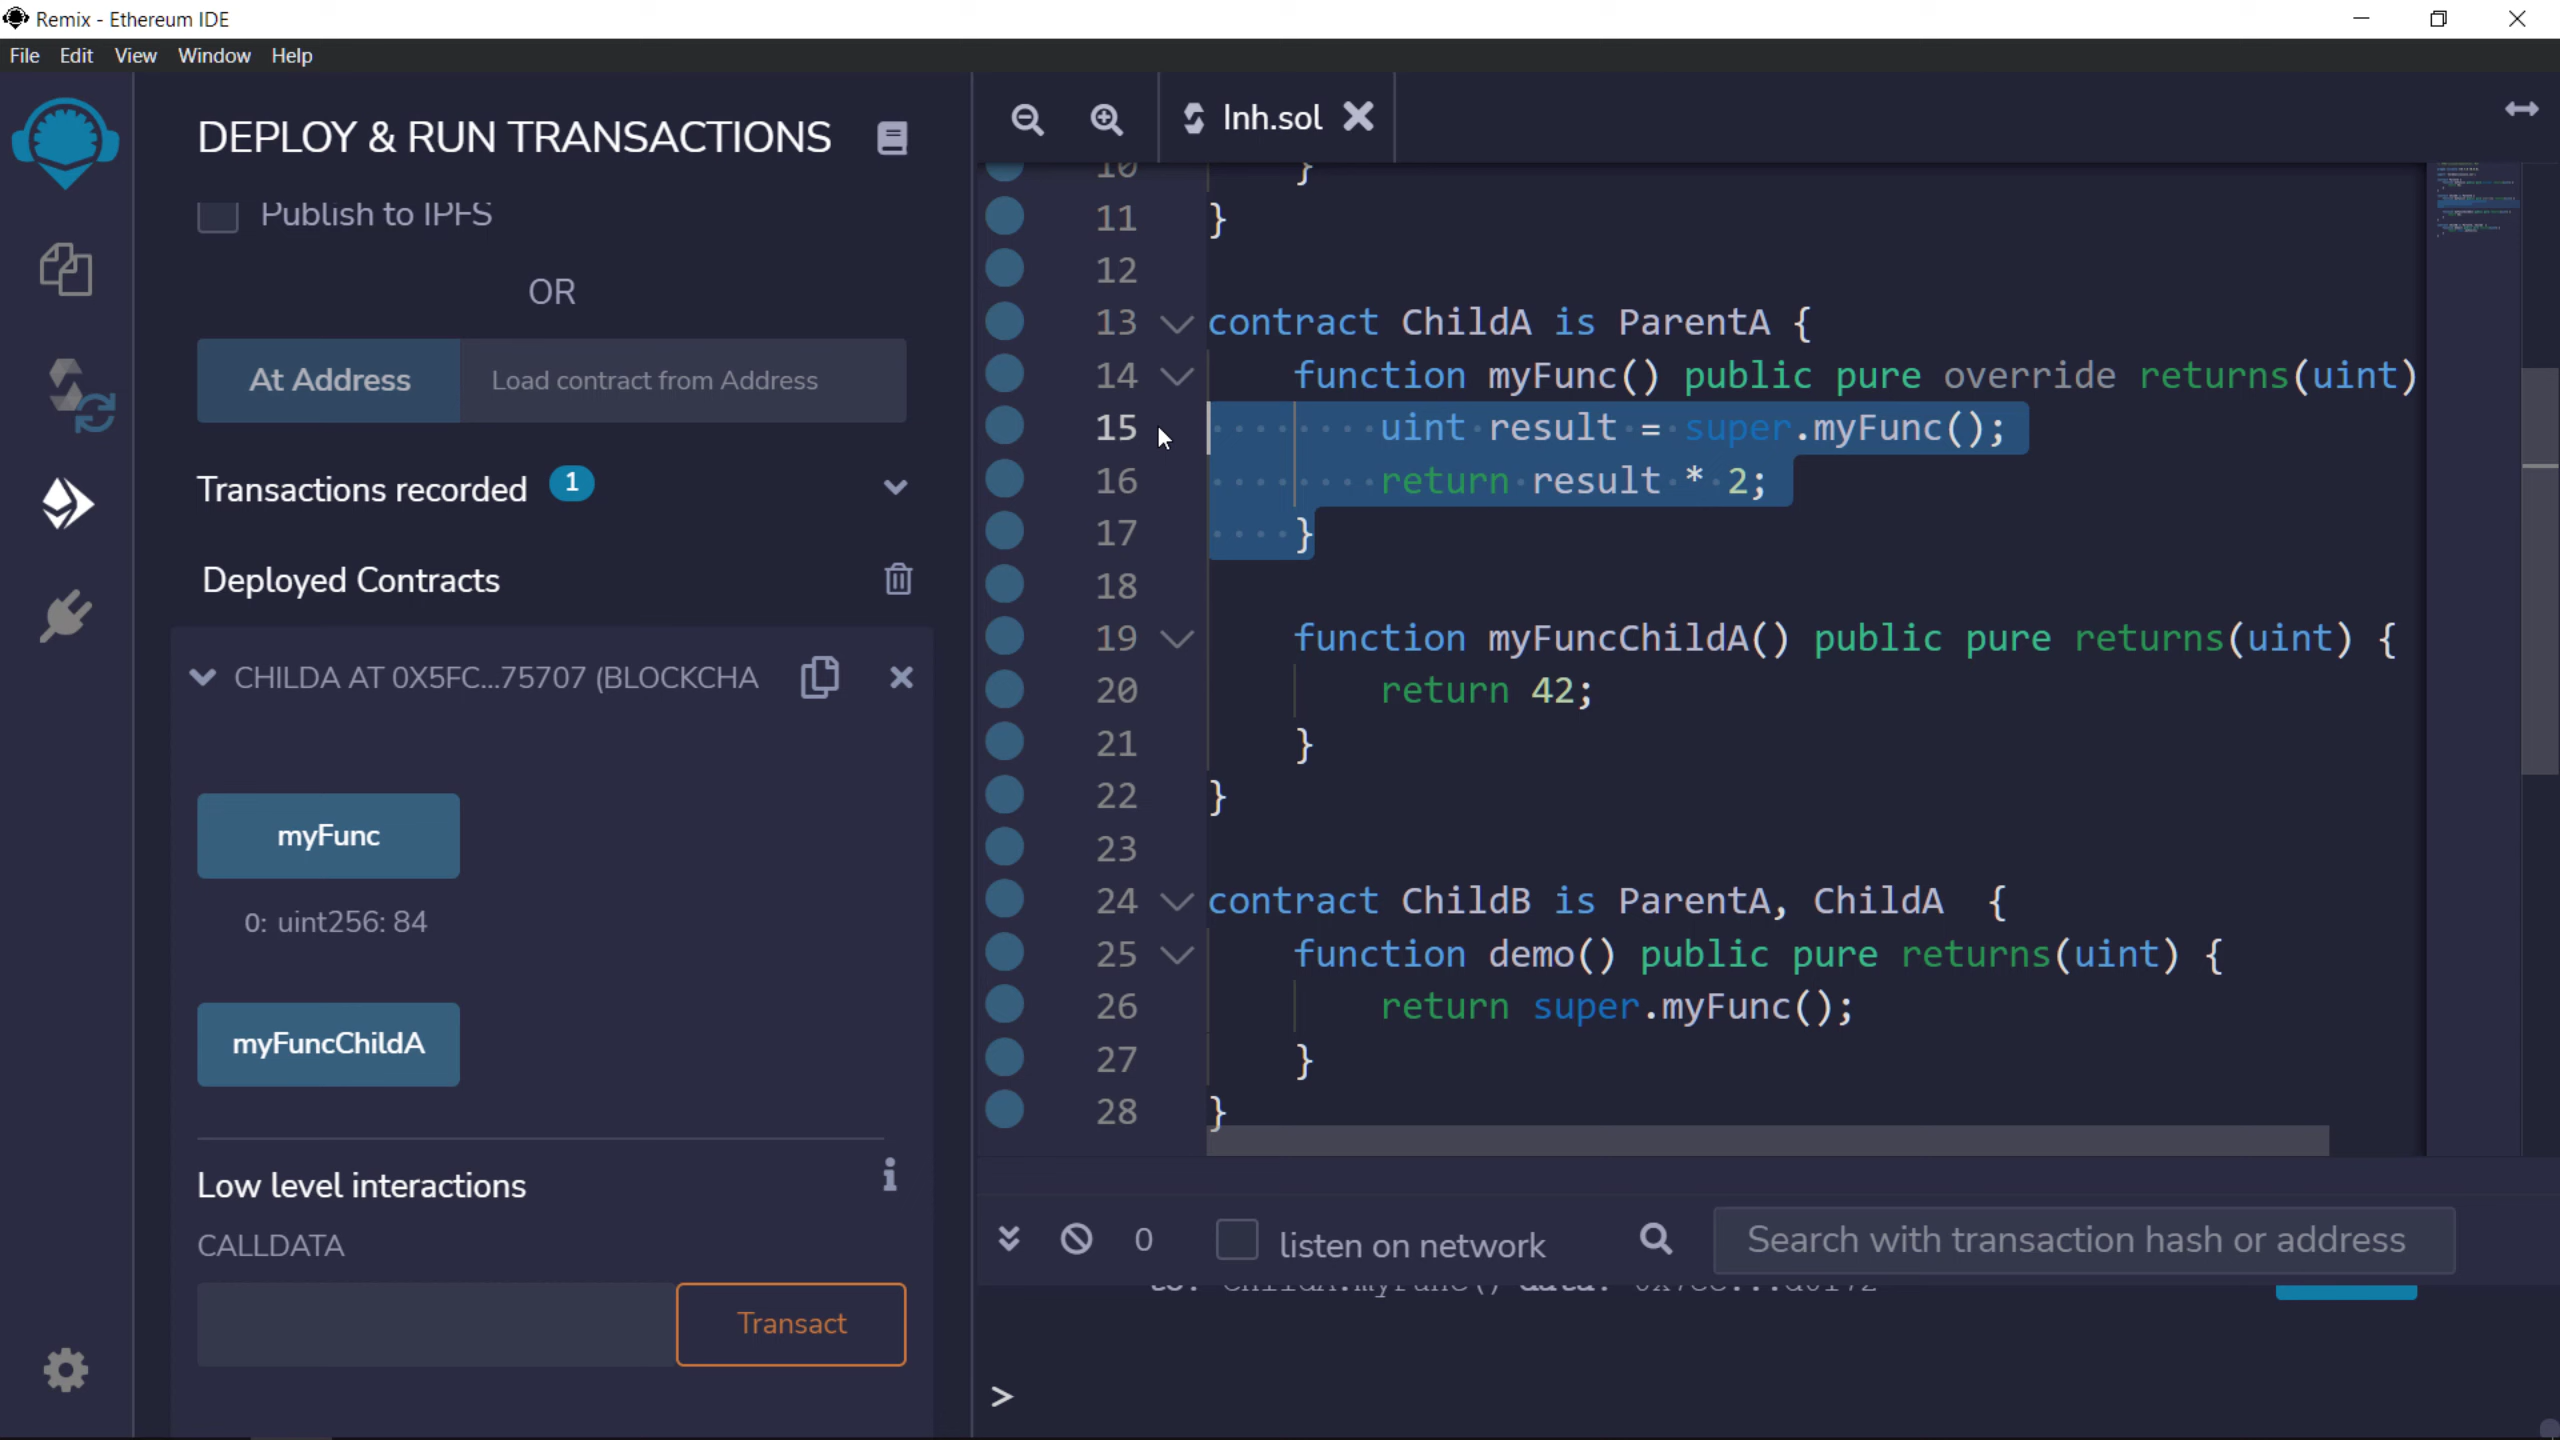 Remix - Ethereum IDE
File Edit View Window Help
DEPLOY & RUN TRANSACTIONS
Publish to IPFS
OR
At Address
Load contract from Address
Transactions recorded 1
Deployed Contracts
CHILDA AT 0X5FC...75707 (BLOCKCHA
myFunc
0: uint256: 84
myFuncChildA
Low level interactions
CALLDATA
Transact
Inh.sol
10 }
11 }
12
13 contract ChildA is ParentA {
14 function myFunc() public pure override returns(uint)
15 uint result = super.myFunc();
16 return result * 2;
17 }
18
19 function myFuncChildA() public pure returns(uint) {
20 return 42;
21 }
22 }
23
24 contract ChildB is ParentA, ChildA {
25 function demo() public pure returns(uint) {
26 return super.myFunc();
27 }
28 }
0 listen on network
Search with transaction hash or address
>